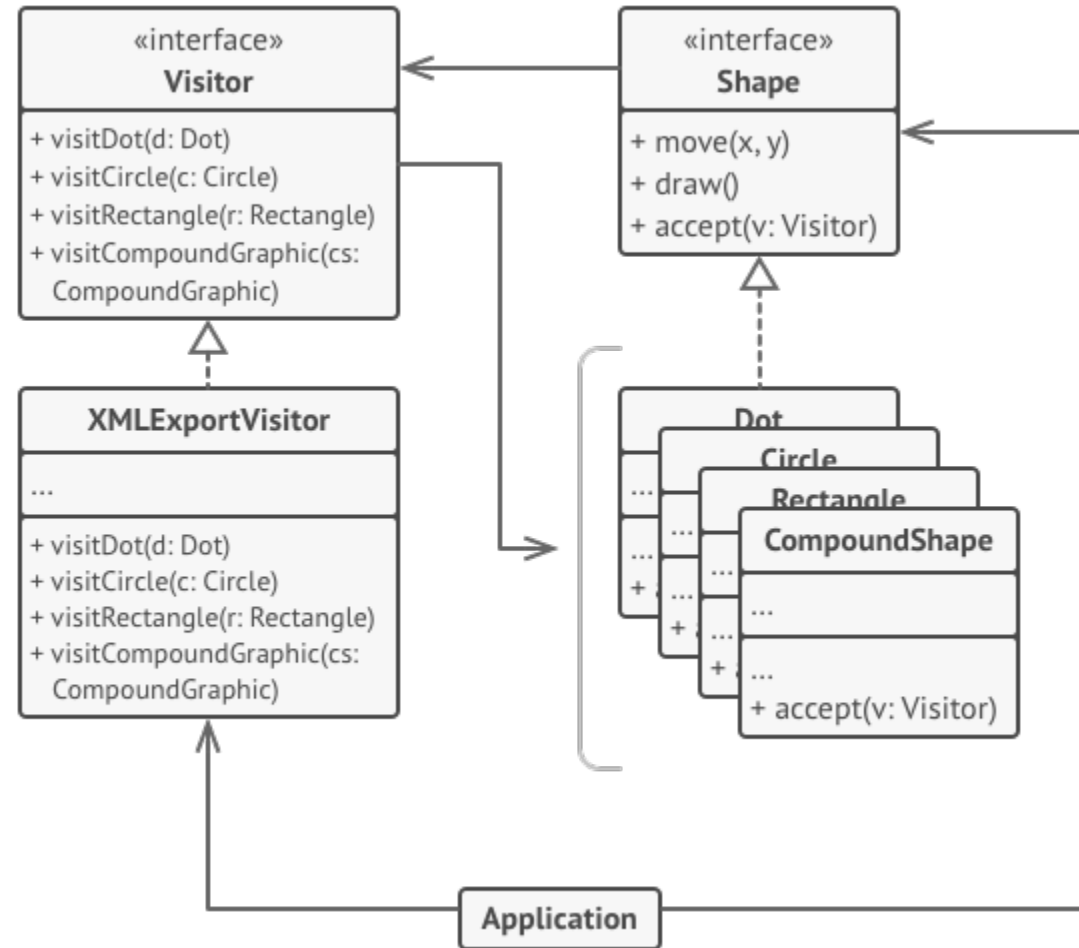 «interface»
Visitor
+ visitDot(d: Dot)
+ visitCircle(c: Circle)
+ visitRectangle(r: Rectangle)
+ visitCompoundGraphic(cs:
CompoundGraphic)
«interface»
Shape
+ move(x, y)
+ draw()
+ accept(v: Visitor)
XMLExportVisitor
...
+ visitDot(d: Dot)
+ visitCircle(c: Circle)
+ visitRectangle(r: Rectangle)
+ visitCompoundGraphic(cs:
CompoundGraphic)
Dot
...
...
+
Circle
...
...
+
Rectangle
...
...
+
CompoundShape
...
...
+ accept(v: Visitor)
Application